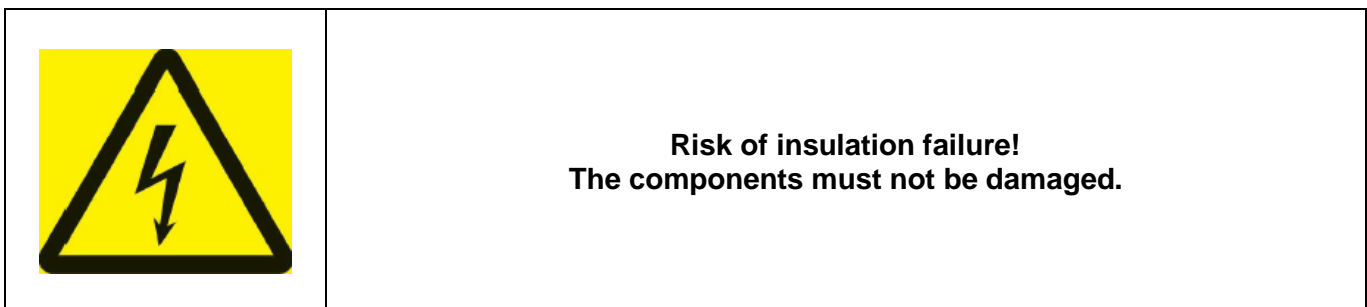 Risk of insulation failure!
The components must not be damaged.